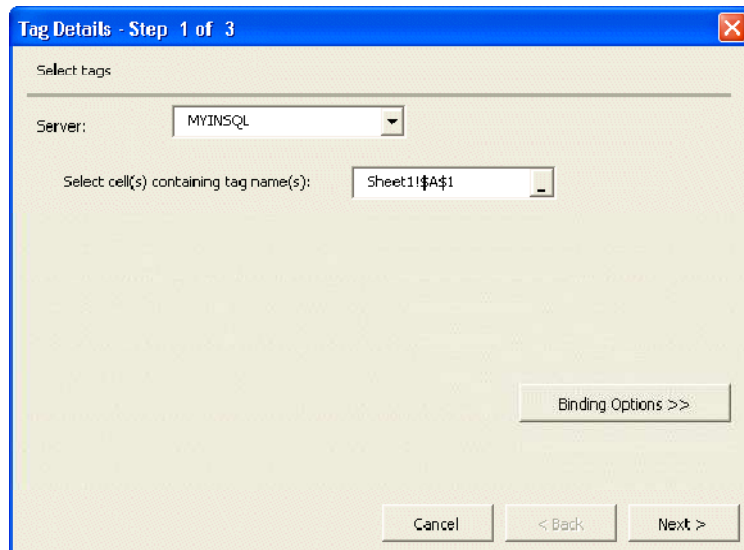 Tag Details - Step 1 of 3
Select tags
Server: MYINSQL
Select cell(s) containing tag name(s): Sheet1!$A$1
Binding Options >>
Cancel < Back Next >